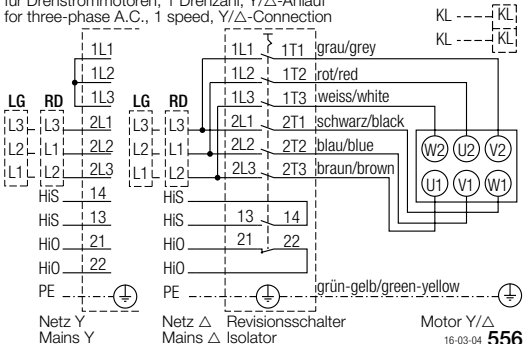 für Drehstrommotoren, 1 Drehzahl, Y/△-Anlauf
for three-phase A.C., 1 speed, Y/△-Connection
KL KL
KL KL
1L1 1L1 1T1 grau/grey
1L2 1L2 1T2 rot/red
LG RD 1L3 LG RD 1L3 1T3 weiss/white
L3 L3 2L1 L3 L3 2L1 2T1 schwarz/black
L2 L1 2L2 L2 L1 2L2 2T2 blau/blue
L1 L2 2L3 L1 L2 2L3 2T3 braun/brown
W2 U2 V2
U1 V1 W1
HiS 14 HiS
HiS 13 HiS 13 14
HiO 21 HiO 21 22
HiO 22 HiO
PE PE grün-gelb/green-yellow
Netz Y Netz △ Revisionsschalter Motor Y/△
Mains Y Mains △ Isolator 16-03-04 556